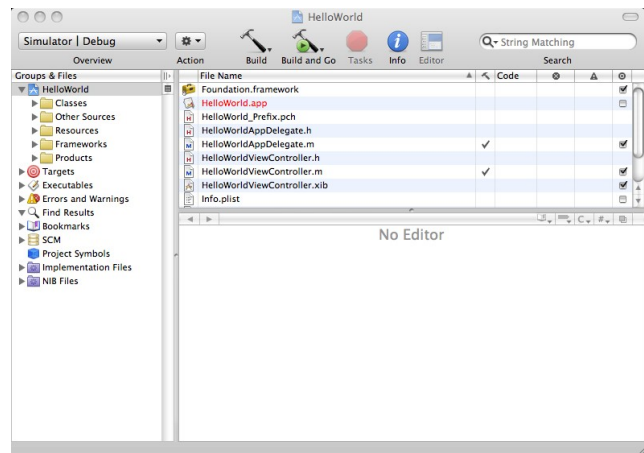 HelloWorld
Simulator | Debug
String Matching
Overview
Action
Build
Build and Go
Tasks
Info
Editor
Search
Groups & Files
File Name
Code
HelloWorld
Classes
Other Sources
Resources
Frameworks
Products
Targets
Executables
Errors and Warnings
Find Results
Bookmarks
SCM
Project Symbols
Implementation Files
NIB Files
Foundation.framework
HelloWorld.app
HelloWorld_Prefix.pch
HelloWorldAppDelegate.h
HelloWorldAppDelegate.m
HelloWorldViewController.h
HelloWorldViewController.m
HelloWorldViewController.xib
Info.plist
C
#
No Editor